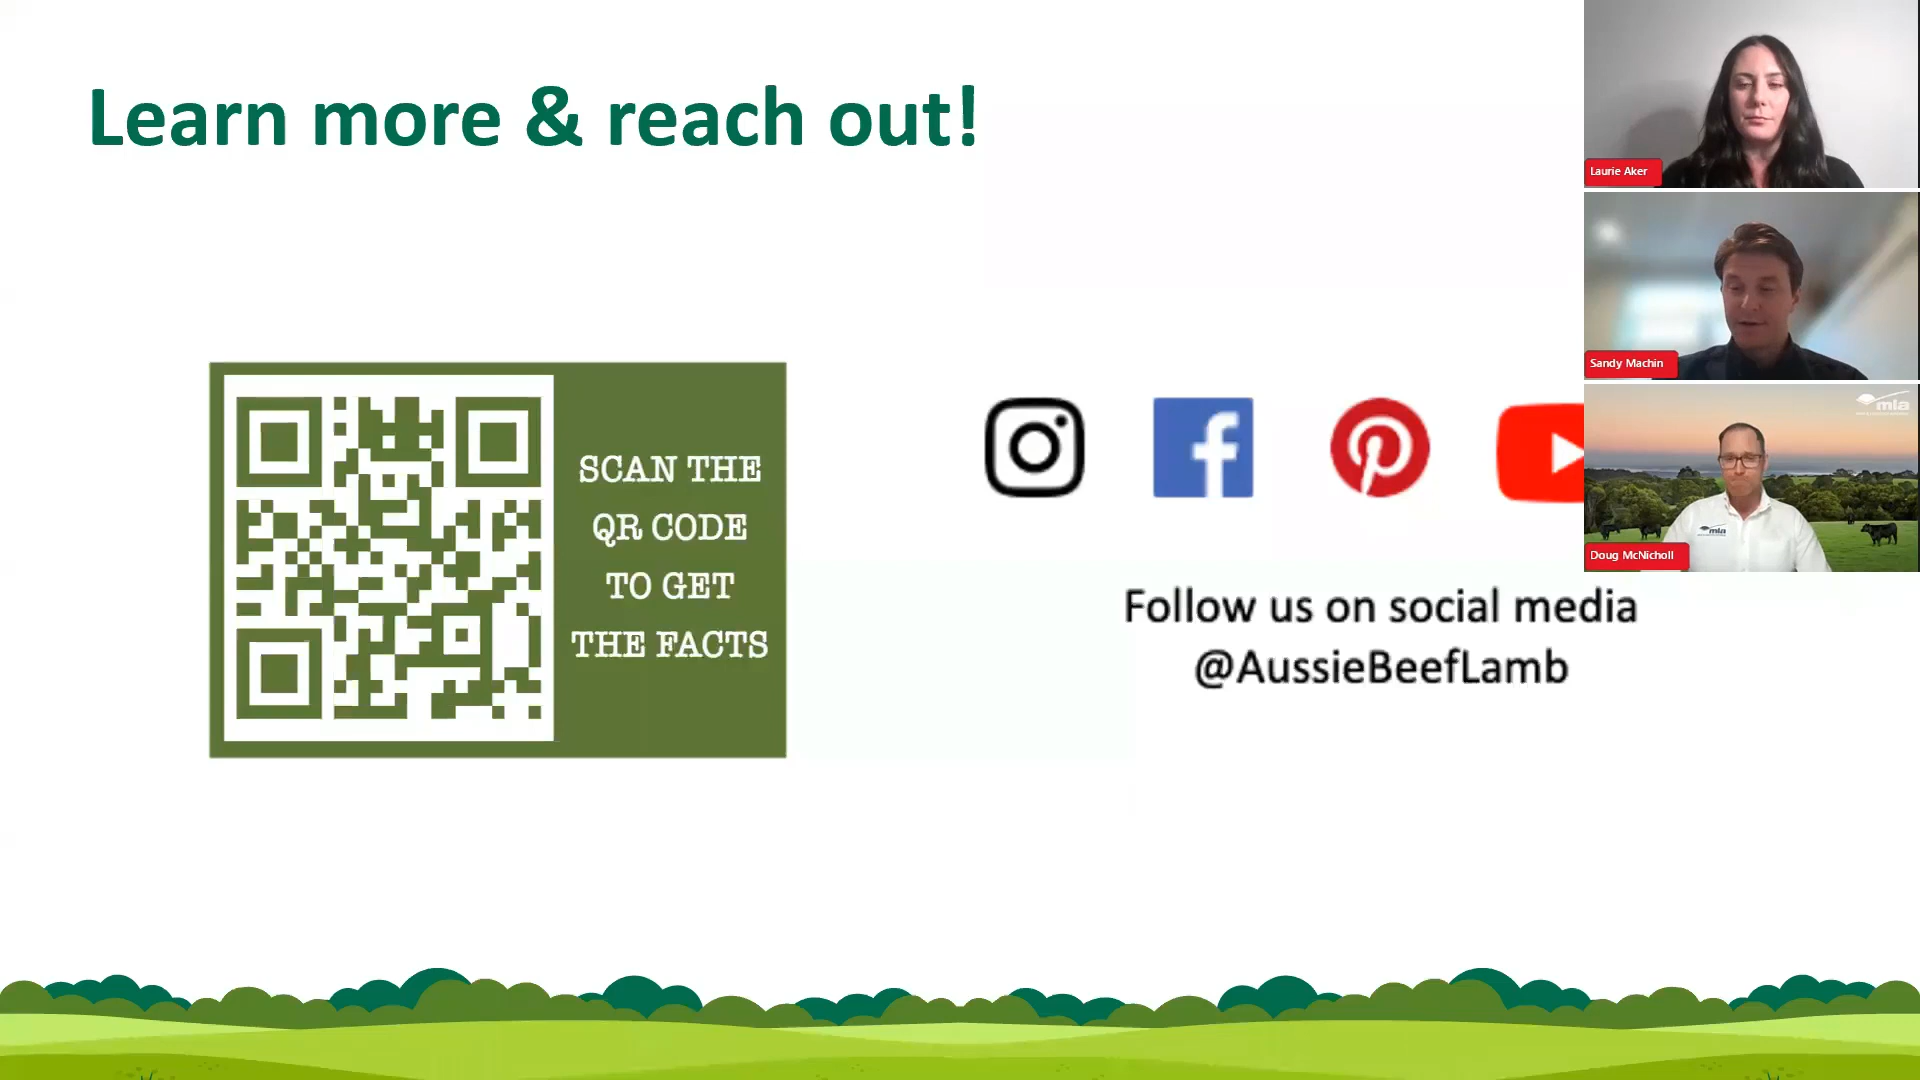 Learn more & reach out!
SCAN THE
QR CODE
TO GET
THE FACTS
Follow us on social media
@AussieBeefLamb
Laurie Aker
Sandy Machin
mla
mla
Doug McNicholl